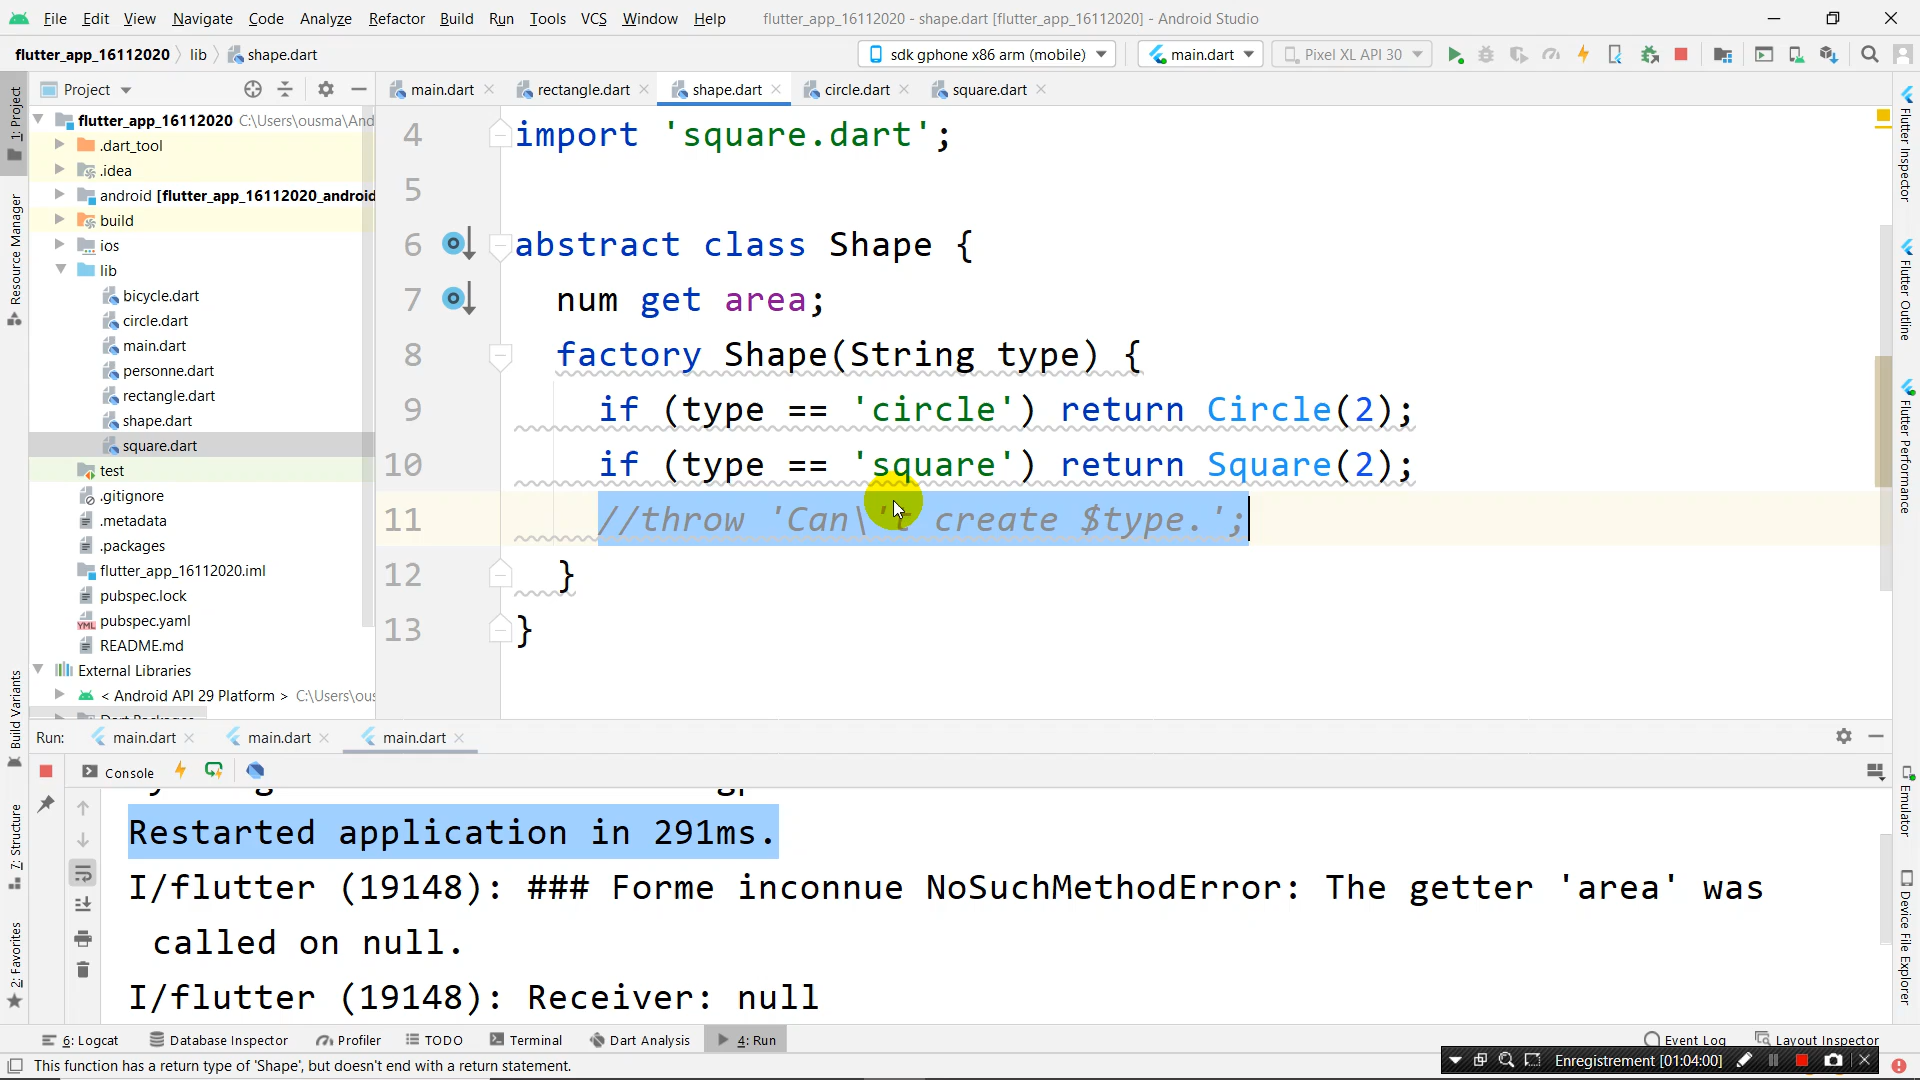 File Edit View Navigate Code Analyze Refactor Build Run Tools VCS Window Help flutter_app_16112020 - shape.dart [flutter_app_16112020] - Android Studio
flutter_app_16112020 lib shape.dart sdk gphone x86 arm (mobile) main.dart Pixel XL API 30
Project
main.dart rectangle.dart shape.dart circle.dart square.dart
1: Project
Resource Manager
Build Variants
7: Structure
2: Favorites
flutter_app_16112020 C:\Users\ousma\And
.dart_tool
.idea
android [flutter_app_16112020_android
build
ios
lib
bicycle.dart
circle.dart
main.dart
personne.dart
rectangle.dart
shape.dart
square.dart
test
.gitignore
.metadata
.packages
flutter_app_16112020.iml
pubspec.lock
pubspec.yaml
README.md
External Libraries
< Android API 29 Platform > C:\Users\ous
4 import 'square.dart';
5
6 abstract class Shape {
7 num get area;
8 factory Shape(String type) {
9 if (type == 'circle') return Circle(2);
10 if (type == 'square') return Square(2);
11 //throw 'Can\'t create $type.';
12 }
13 }
Flutter Inspector
Flutter Outline
Flutter Performance
Emulator
Device File Explorer
Run: main.dart main.dart main.dart
Console
Restarted application in 291ms.
I/flutter (19148): ### Forme inconnue NoSuchMethodError: The getter 'area' was
called on null.
I/flutter (19148): Receiver: null
6: Logcat Database Inspector Profiler TODO Terminal Dart Analysis 4: Run Event Log Layout Inspector
This function has a return type of 'Shape', but doesn't end with a return statement.
Enregistrement [01:04:00]